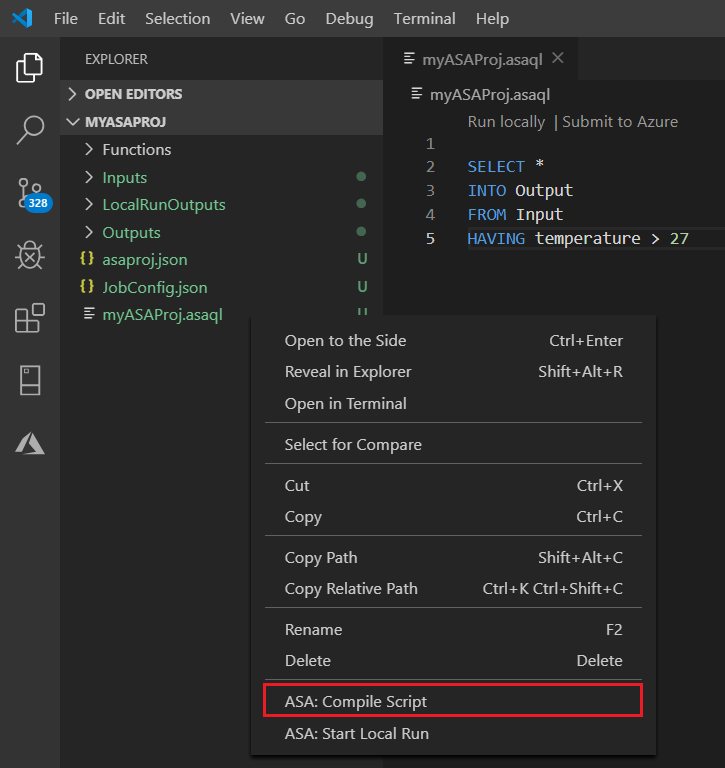 File Edit Selection View Go Debug Terminal Help
EXPLORER
OPEN EDITORS
MYASAPROJ
Functions
Inputs
LocalRunOutputs
Outputs
{} asaproj.json U
{} JobConfig.json U
myASAProj.asaql U
328
myASAProj.asaql
myASAProj.asaql
Run locally | Submit to Azure
1
2 SELECT *
3 INTO Output
4 FROM Input
5 HAVING temperature > 27
Open to the Side Ctrl+Enter
Reveal in Explorer Shift+Alt+R
Open in Terminal
Select for Compare
Cut Ctrl+X
Copy Ctrl+C
Copy Path Shift+Alt+C
Copy Relative Path Ctrl+K Ctrl+Shift+C
Rename F2
Delete Delete
ASA: Compile Script
ASA: Start Local Run